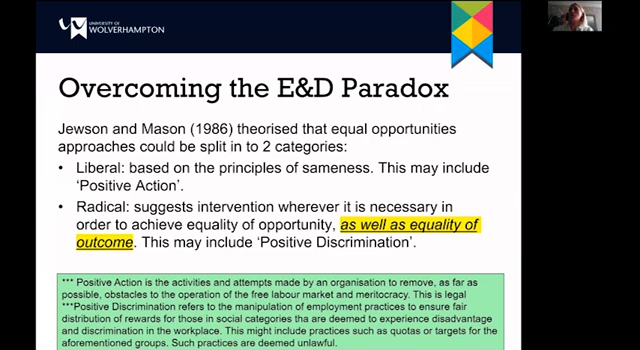 UNIVERSITY OF
WOLVERHAMPTON
Overcoming the E&D Paradox
Jewson and Mason (1986) theorised that equal opportunities
approaches could be split in to 2 categories:
• Liberal: based on the principles of sameness. This may include
‘Positive Action’.
• Radical: suggests intervention wherever it is necessary in
order to achieve equality of opportunity, as well as equality of
outcome. This may include ‘Positive Discrimination’.
*** Positive Action is the activities and attempts made by an organisation to remove, as far as
possible, obstacles to the operation of the free labour market and meritocracy. This is legal
***Positive Discrimination refers to the manipulation of employment practices to ensure fair
distribution of rewards for those in social categories tha are deemed to experience disadvantage
and discrimination in the workplace. This might include practices such as quotas or targets for the
aforementioned groups. Such practices are deemed unlawful.